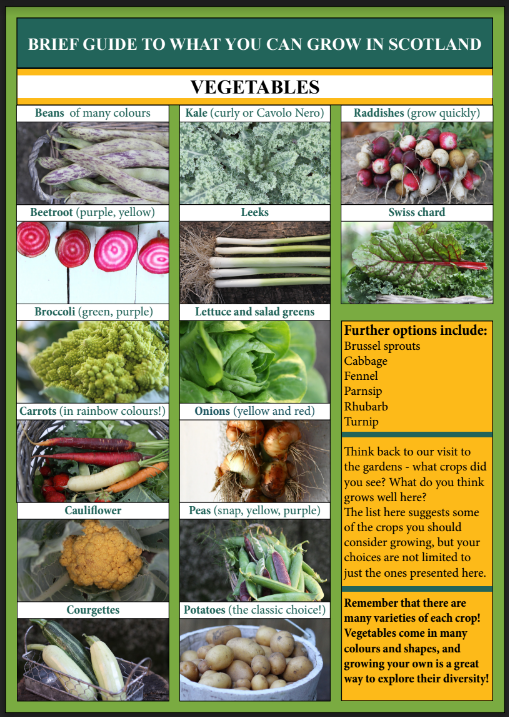 BRIEF GUIDE TO WHAT YOU CAN GROW IN SCOTLAND
VEGETABLES
Beans of many colours
Beetroot (purple, yellow)
Broccoli (green, purple)
Carrots (in rainbow colours!)
Cauliflower
Courgettes
Kale (curly or Cavolo Nero)
Leeks
Lettuce and salad greens
Onions (yellow and red)
Peas (snap, yellow, purple)
Potatoes (the classic choice!)
Raddishes (grow quickly)
Swiss chard
Further options include:
Brussel sprouts
Cabbage
Fennel
Parnsip
Rhubarb
Turnip
Think back to our visit to
the gardens - what crops did
you see? What do you think
grows well here?
The list here suggests some
of the crops you should
consider growing, but your
choices are not limited to
just the ones presented here.
Remember that there are
many varieties of each crop!
Vegetables come in many
colours and shapes, and
growing your own is a great
way to explore their diversity!